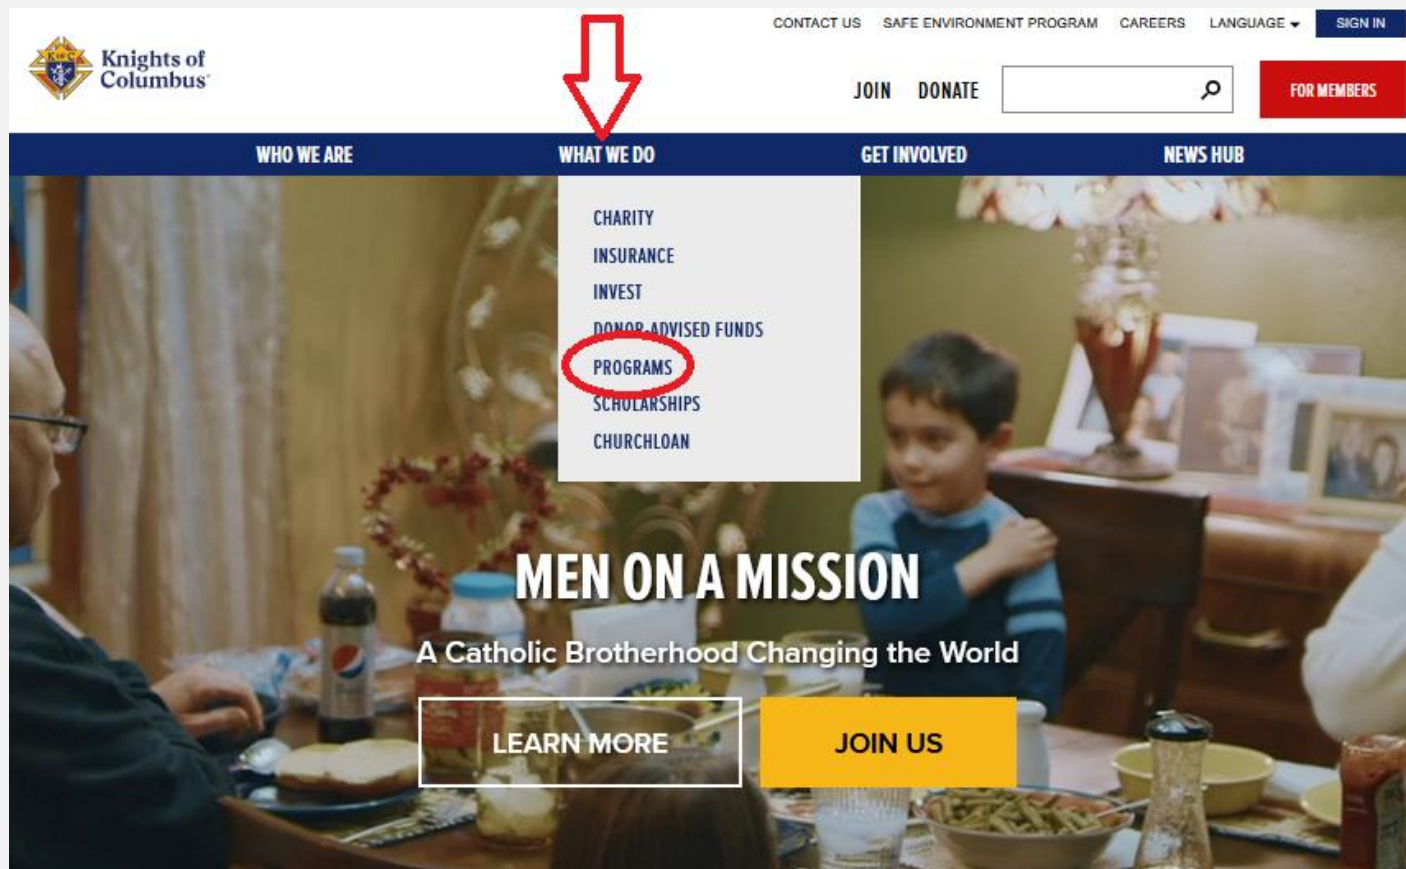 CONTACT US SAFE ENVIRONMENT PROGRAM CAREERS LANGUAGE SIGN IN
K OF C
Knights of
Columbus
JOIN DONATE FOR MEMBERS
WHO WE ARE WHAT WE DO GET INVOLVED NEWS HUB
CHARITY
INSURANCE
INVEST
DONOR-ADVISED FUNDS
PROGRAMS
SCHOLARSHIPS
CHURCHLOAN
MEN ON A MISSION
A Catholic Brotherhood Changing the World
LEARN MORE JOIN US